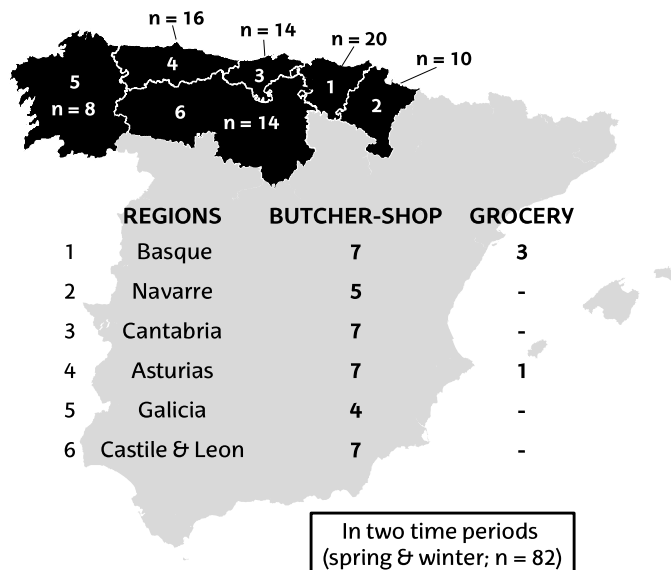 n = 16
n = 14
n = 20
n = 10
5
n = 8
4
3
1
2
6
n = 14
REGIONS BUTCHER-SHOP GROCERY
1 Basque 7 3
2 Navarre 5 -
3 Cantabria 7 -
4 Asturias 7 1
5 Galicia 4 -
6 Castile & Leon 7 -
In two time periods
(spring & winter; n = 82)